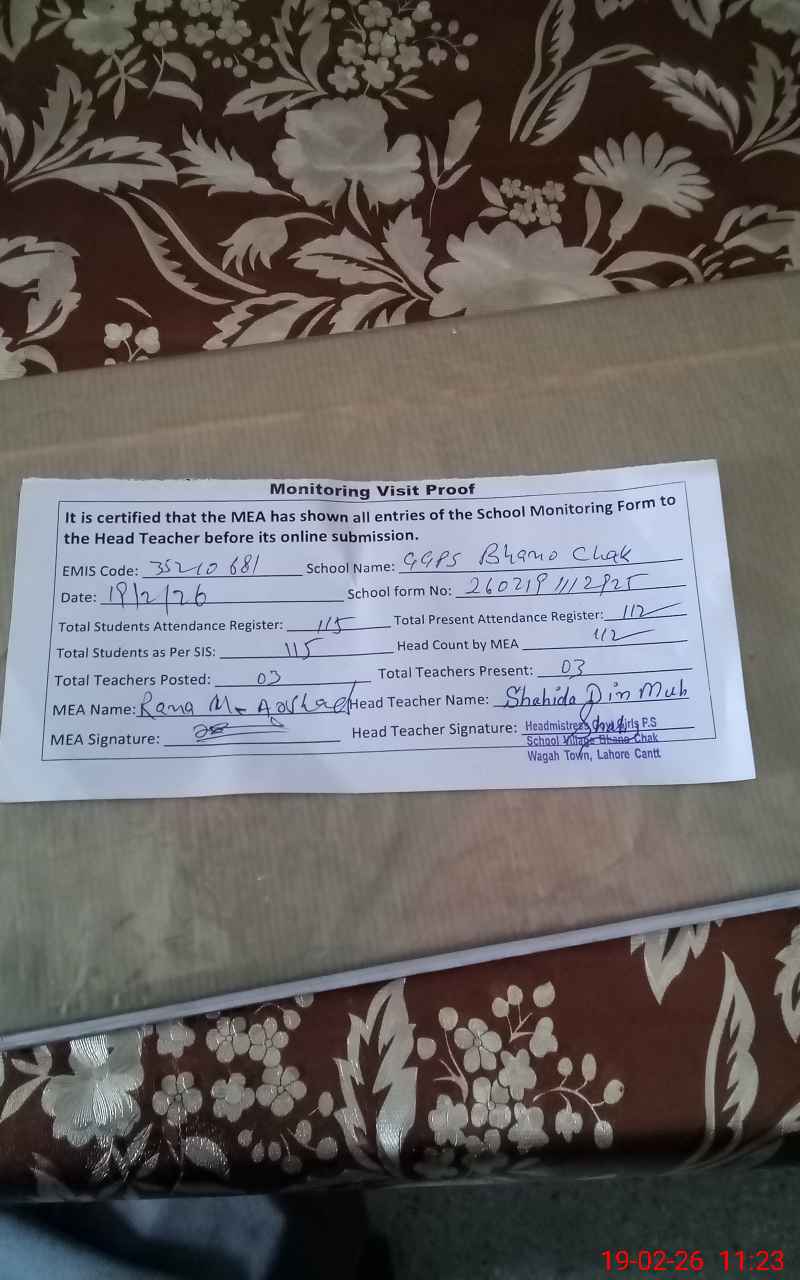 Monitoring Visit Proof
It is certified that the MEA has shown all entries of the School Monitoring Form to
the Head Teacher before its online submission.
EMIS Code: 35210681 School Name: GGPS Bhano Chak
Date: 19/2/26 School form No: 260219 1112925
Total Students Attendance Register: 115 Total Present Attendance Register: 112
Total Students as Per SIS: 115 Head Count by MEA 112
Total Teachers Posted: 03 Total Teachers Present: 03
MEA Name: Rana M. Head Teacher Name: Shahida Din Muh
MEA Signature: Head Teacher Signature: Headmistress Girls P.S
School Village Bhano Chak
Wagah Town, Lahore Cantt
19-02-26 11:23